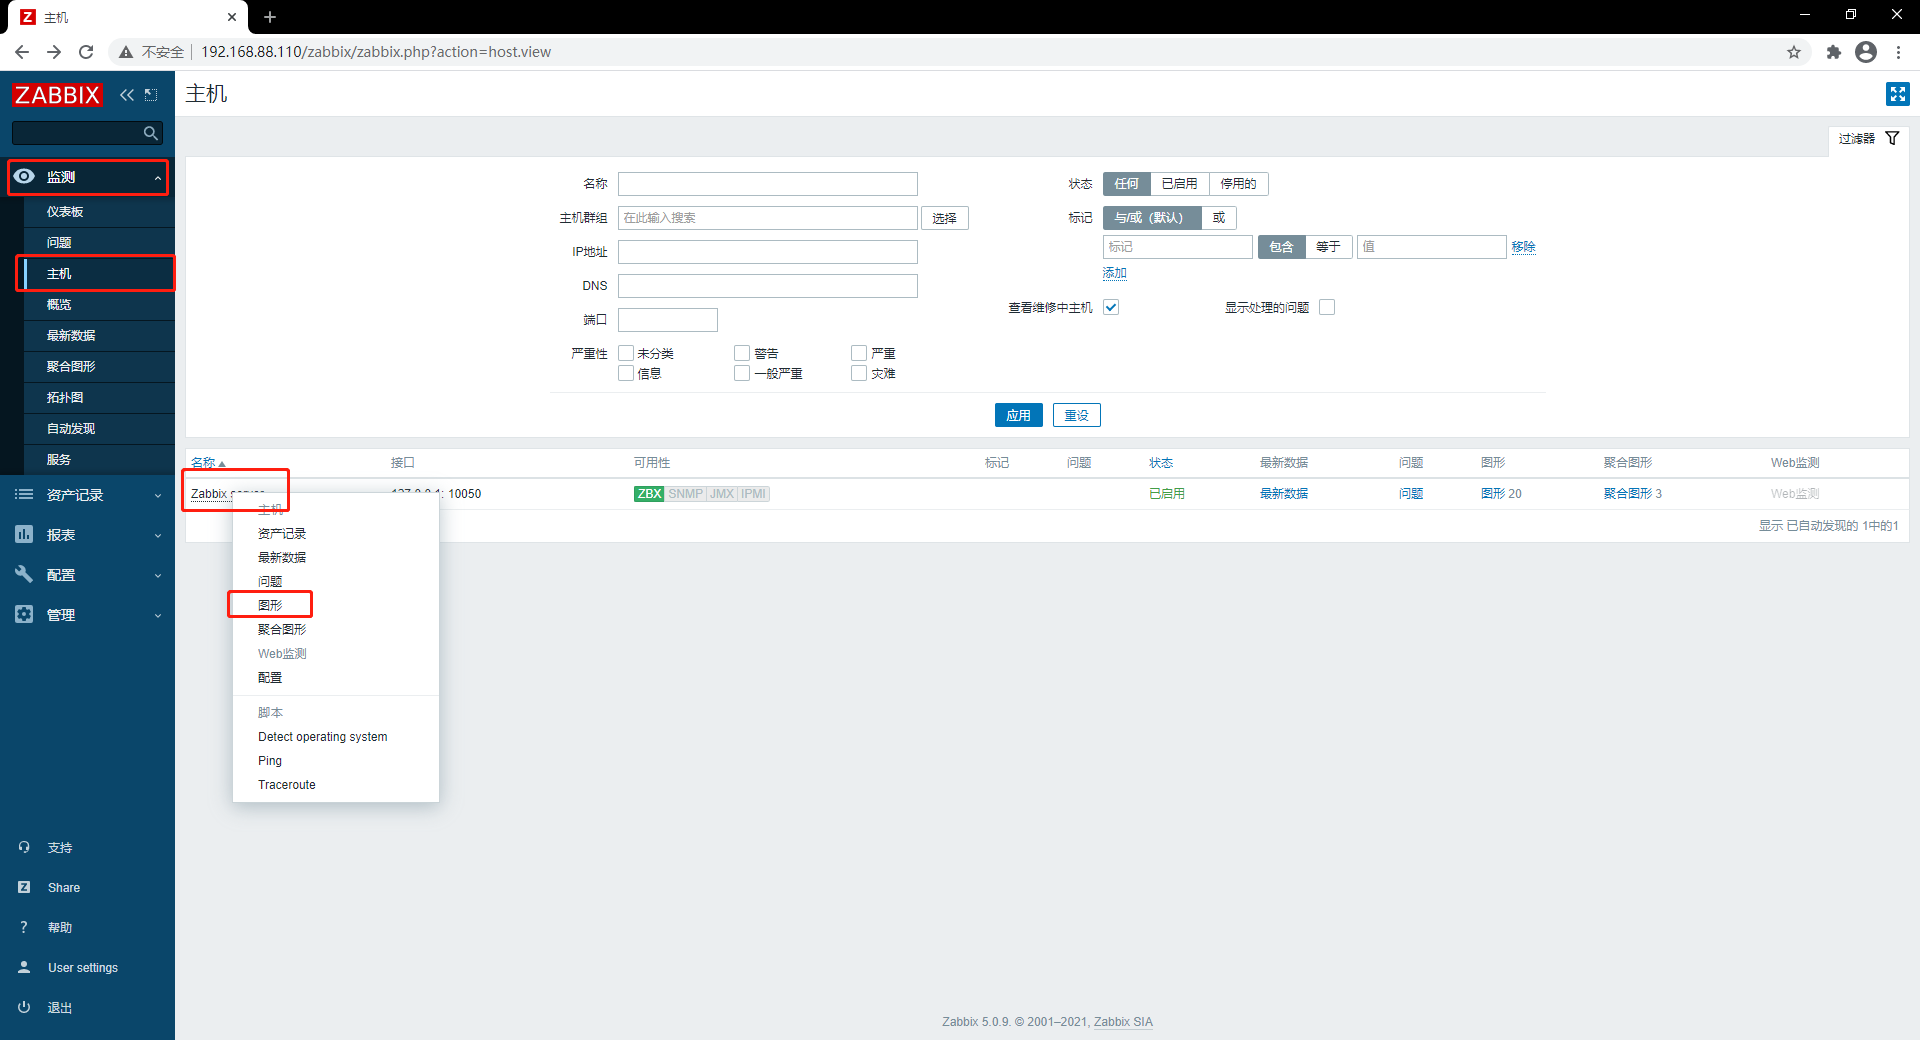 主机
不安全 192.168.88.110/zabbix/zabbix.php?action=host.view
ZABBIX
主机
过滤器
监测
仪表板
问题
主机
概览
最新数据
聚合图形
拓扑图
自动发现
服务
资产记录
报表
配置
管理
支持
Share
帮助
User settings
退出
名称
主机群组 在此输入搜索 选择
IP地址
DNS
端口
严重性 未分类 警告 严重
信息 一般严重 灾难
状态 任何 已启用 停用的
标记 与/或（默认） 或
标记 包含 等于 值 移除
添加
查看维修中主机 显示处理的问题
应用 重设
名称 接口 可用性 标记 问题 状态 最新数据 问题 图形 聚合图形 Web监测
Zabbix server 127.0.0.1: 10050 ZBX SNMP JMX IPMI 已启用 最新数据 问题 图形 20 聚合图形 3 Web监测
显示 已自动发现的 1中的1
主机
资产记录
最新数据
问题
图形
聚合图形
Web监测
配置
脚本
Detect operating system
Ping
Traceroute
Zabbix 5.0.9. © 2001–2021, Zabbix SIA